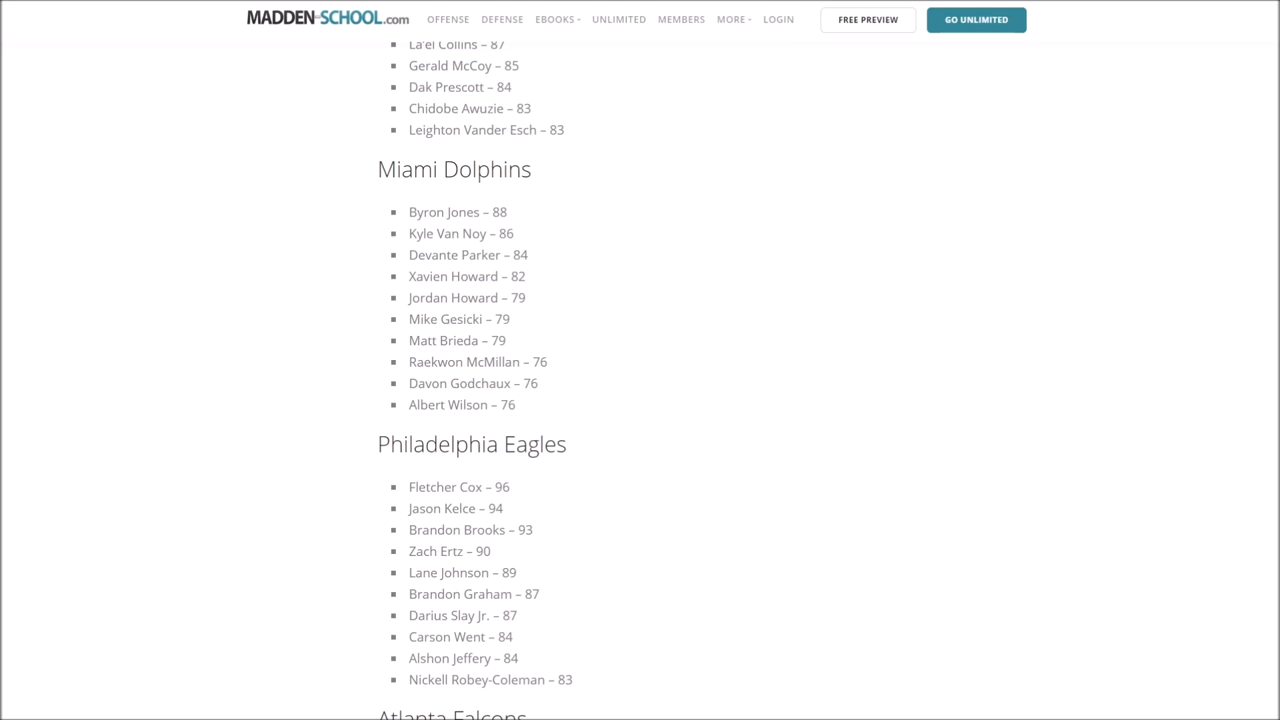 MADDEN-SCHOOL.com OFFENSE DEFENSE EBOOKS UNLIMITED MEMBERS MORE LOGIN FREE PREVIEW GO UNLIMITED
La'el Collins – 87
Gerald McCoy – 85
Dak Prescott – 84
Chidobe Awuzie – 83
Leighton Vander Esch – 83
Miami Dolphins
Byron Jones – 88
Kyle Van Noy – 86
Devante Parker – 84
Xavien Howard – 82
Jordan Howard – 79
Mike Gesicki – 79
Matt Brieda – 79
Raekwon McMillan – 76
Davon Godchaux – 76
Albert Wilson – 76
Philadelphia Eagles
Fletcher Cox – 96
Jason Kelce – 94
Brandon Brooks – 93
Zach Ertz – 90
Lane Johnson – 89
Brandon Graham – 87
Darius Slay Jr. – 87
Carson Went – 84
Alshon Jeffery – 84
Nickell Robey-Coleman – 83
Atlanta Falcons